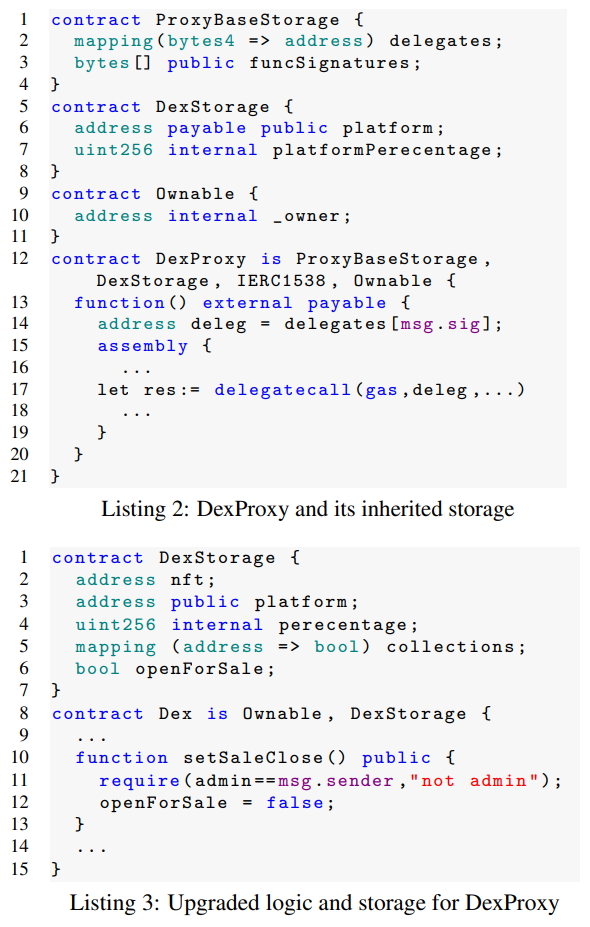 1 contract ProxyBaseStorage {
2 mapping(bytes4 => address) delegates;
3 bytes[] public funcSignatures;
4 }
5 contract DexStorage {
6 address payable public platform;
7 uint256 internal platformPerecentage;
8 }
9 contract Ownable {
10 address internal _owner;
11 }
12 contract DexProxy is ProxyBaseStorage,
DexStorage, IERC1538, Ownable {
13 function() external payable {
14 address deleg = delegates[msg.sig];
15 assembly {
16 ...
17 let res:= delegatecall(gas,deleg,...)
18 ...
19 }
20 }
21 }
Listing 2: DexProxy and its inherited storage
1 contract DexStorage {
2 address nft;
3 address public platform;
4 uint256 internal perecentage;
5 mapping (address => bool) collections;
6 bool openForSale;
7 }
8 contract Dex is Ownable, DexStorage {
9 ...
10 function setSaleClose() public {
11 require(admin==msg.sender,"not admin");
12 openForSale = false;
13 }
14 ...
15 }
Listing 3: Upgraded logic and storage for DexProxy